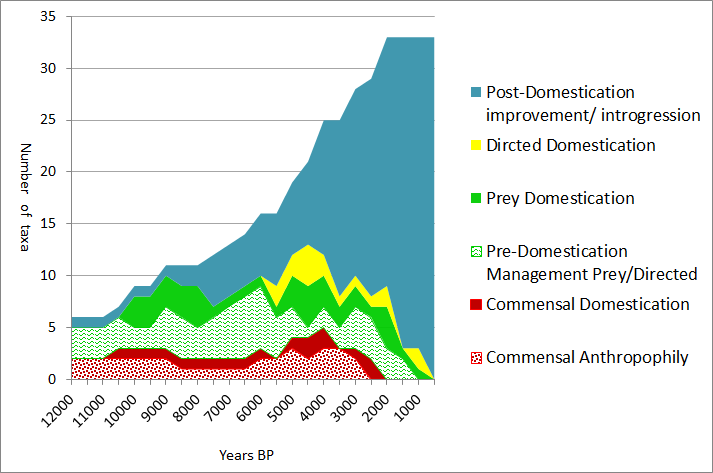 35
30
25
20
15
10
5
0
Number of taxa
12000
11000
10000
9000
8000
7000
6000
5000
4000
3000
2000
1000
Years BP
Post-Domestication
improvement/ introgression
Dircted Domestication
Prey Domestication
Pre-Domestication
Management Prey/Directed
Commensal Domestication
Commensal Anthropophily